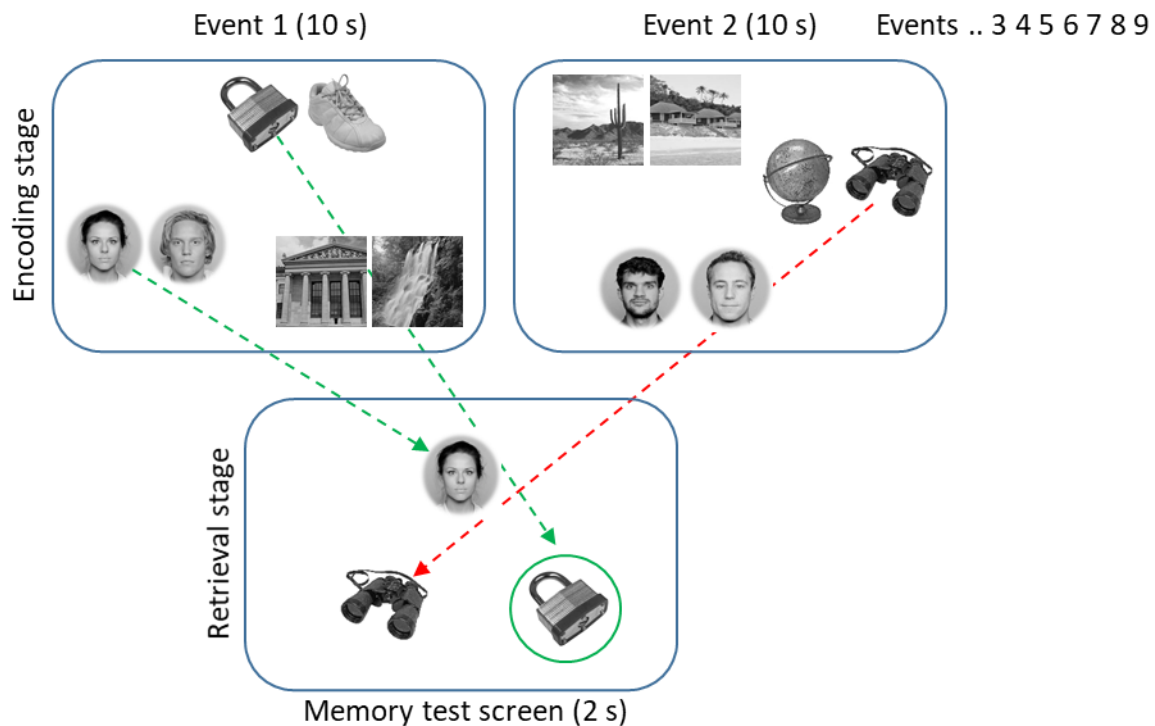 Event 1 (10 s)
Event 2 (10 s)
Events .. 3 4 5 6 7 8 9
Encoding stage
Retrieval stage
Memory test screen (2 s)